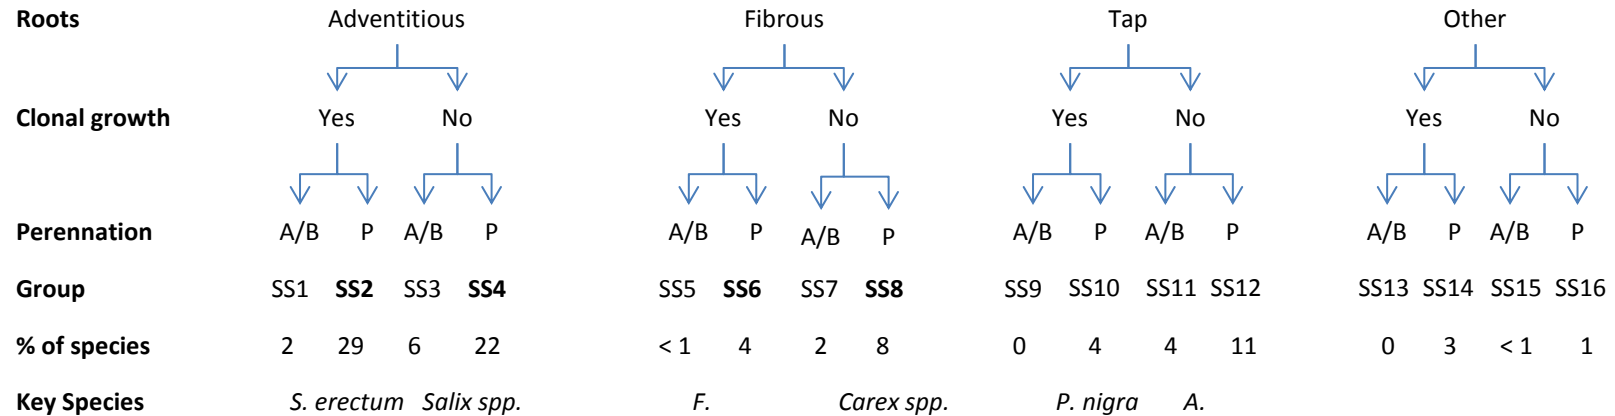 Roots Adventitious Fibrous Tap Other
Clonal growth Yes No Yes No Yes No Yes No
Perennation A/B P A/B P A/B P A/B P A/B P A/B P A/B P A/B P
Group SS1 SS2 SS3 SS4 SS5 SS6 SS7 SS8 SS9 SS10 SS11 SS12 SS13 SS14 SS15 SS16
% of species 2 29 6 22 < 1 4 2 8 0 4 4 11 0 3 < 1 1
Key Species S. erectum Salix spp. F. Carex spp. P. nigra A.